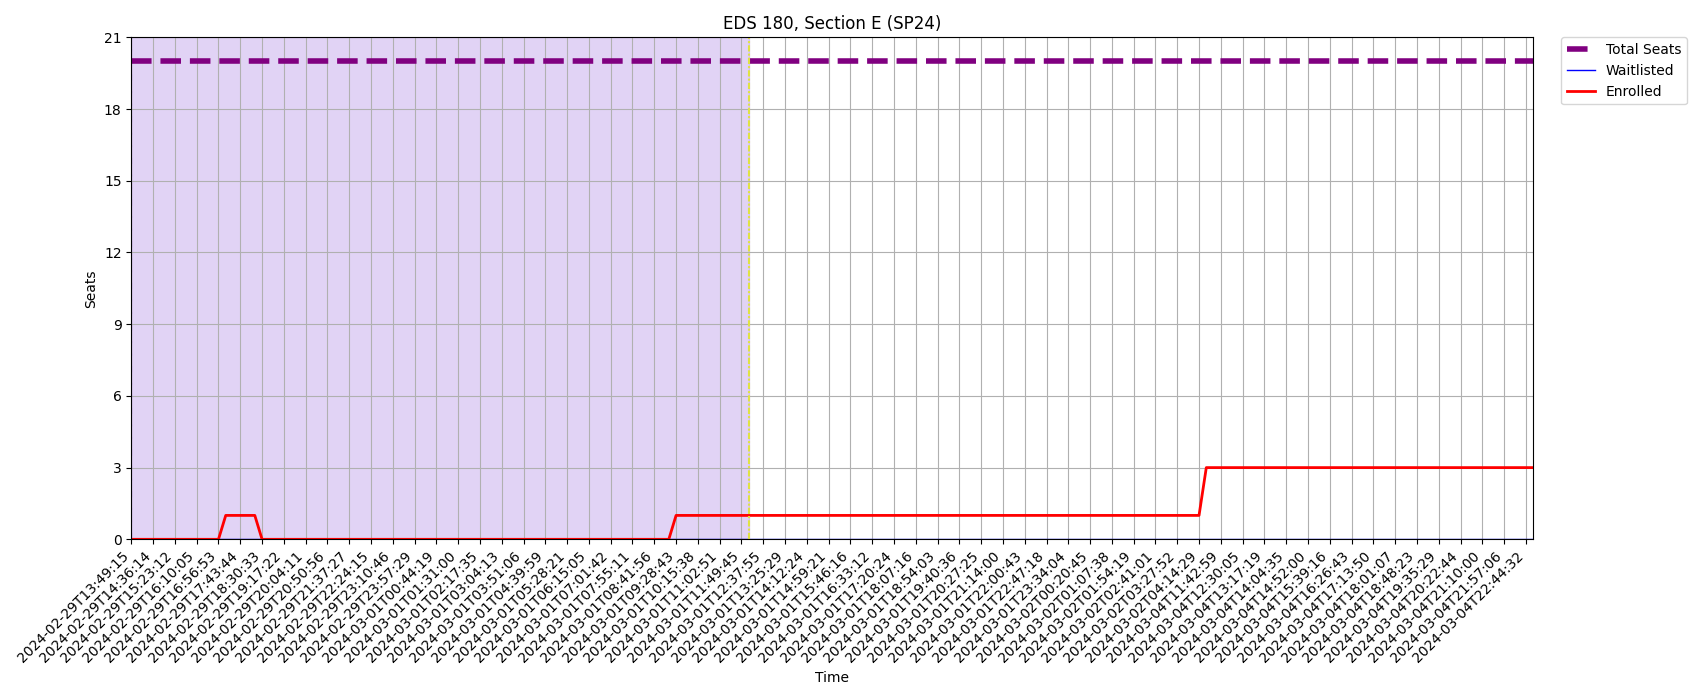 EDS 180, Section E (SP24)
Total Seats
Waitlisted
Enrolled
Seats
21
18
15
12
9
6
3
0
2024-02-29T13:49:15
2024-02-29T14:36:14
2024-02-29T15:23:12
2024-02-29T16:10:05
2024-02-29T16:56:53
2024-02-29T17:43:44
2024-02-29T18:30:33
2024-02-29T19:17:22
2024-02-29T20:04:11
2024-02-29T20:50:56
2024-02-29T21:37:27
2024-02-29T22:24:15
2024-02-29T23:10:46
2024-02-29T23:57:29
2024-03-01T00:44:19
2024-03-01T01:31:00
2024-03-01T02:17:35
2024-03-01T03:04:13
2024-03-01T03:51:06
2024-03-01T04:39:59
2024-03-01T05:28:21
2024-03-01T06:15:05
2024-03-01T07:01:42
2024-03-01T07:55:11
2024-03-01T08:41:56
2024-03-01T09:28:43
2024-03-01T10:15:38
2024-03-01T11:02:51
2024-03-01T11:49:45
2024-03-01T12:37:55
2024-03-01T13:25:29
2024-03-01T14:12:24
2024-03-01T14:59:21
2024-03-01T15:46:16
2024-03-01T16:33:12
2024-03-01T17:20:24
2024-03-01T18:07:16
2024-03-01T18:54:03
2024-03-01T19:40:36
2024-03-01T20:27:25
2024-03-01T21:14:00
2024-03-01T22:00:43
2024-03-01T22:47:18
2024-03-01T23:34:04
2024-03-02T00:20:45
2024-03-02T01:07:38
2024-03-02T01:54:19
2024-03-02T02:41:01
2024-03-02T03:27:52
2024-03-02T04:14:29
2024-03-04T11:42:59
2024-03-04T12:30:05
2024-03-04T13:17:19
2024-03-04T14:04:35
2024-03-04T14:52:00
2024-03-04T15:39:16
2024-03-04T16:26:43
2024-03-04T17:13:50
2024-03-04T18:01:07
2024-03-04T18:48:23
2024-03-04T19:35:29
2024-03-04T20:22:44
2024-03-04T21:10:00
2024-03-04T21:57:06
2024-03-04T22:44:32
Time